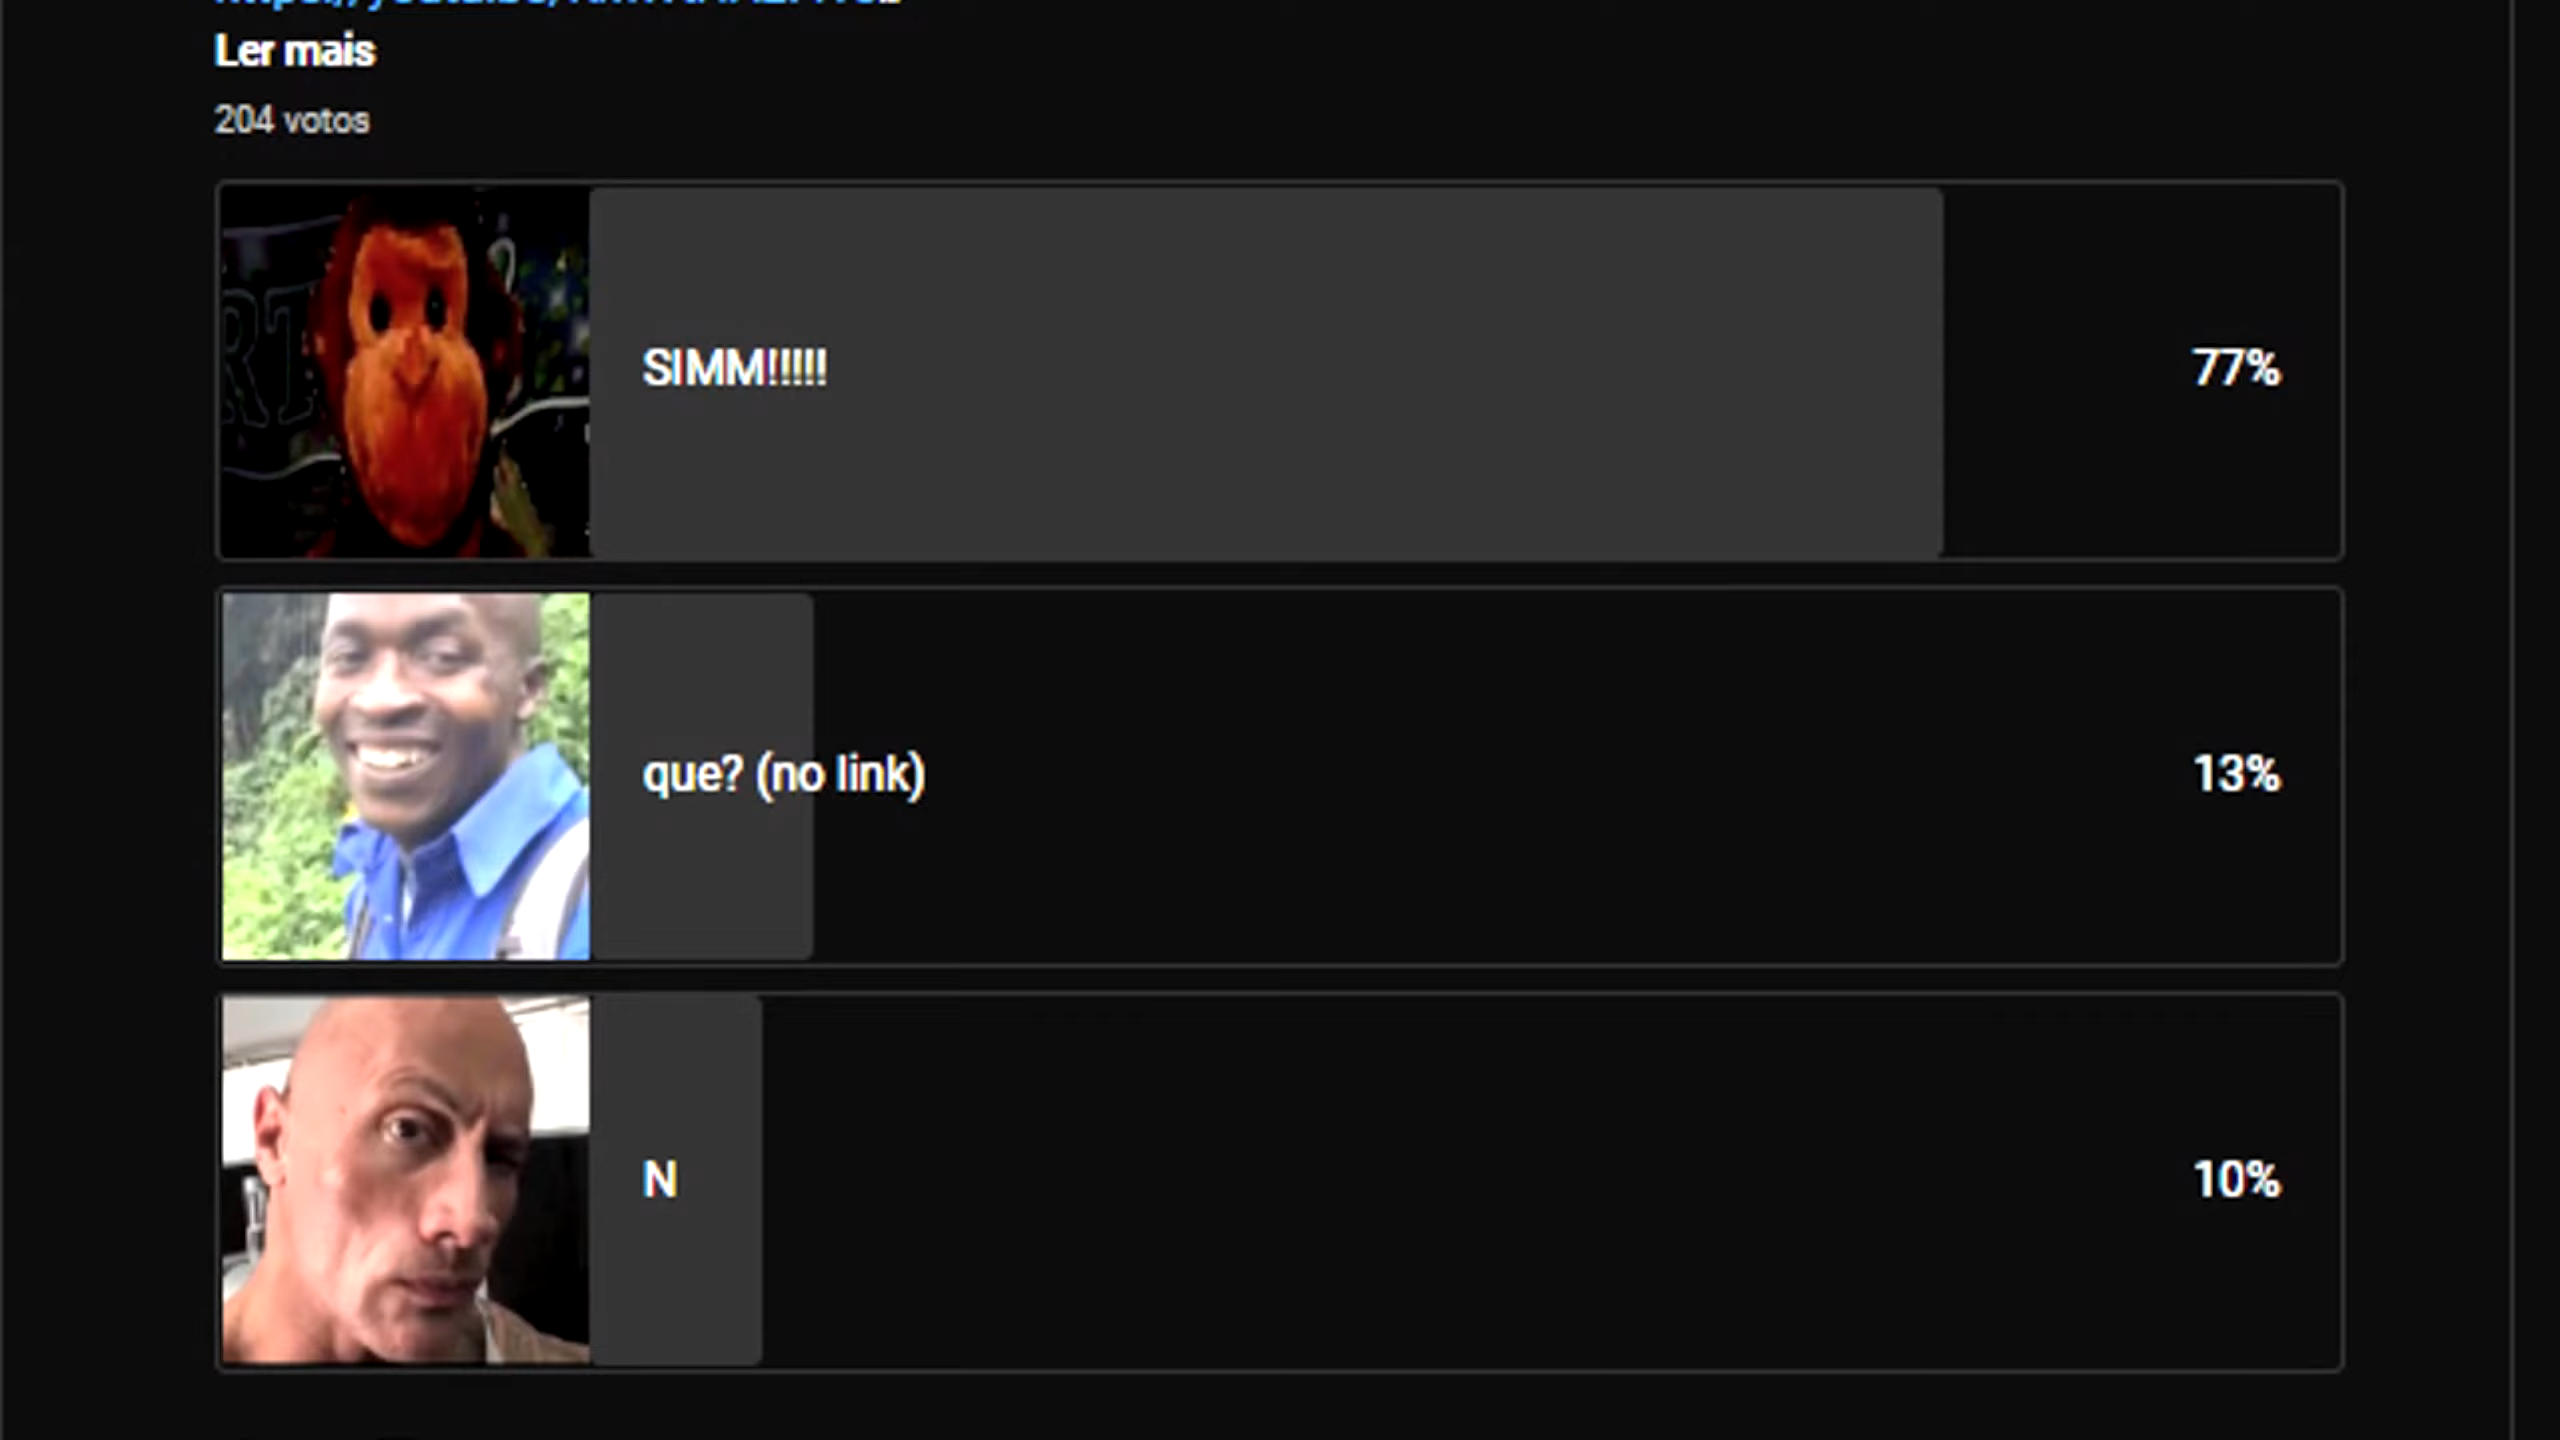 Ler mais
204 votos
SIMM!!!!!
77%
que? (no link)
13%
N
10%